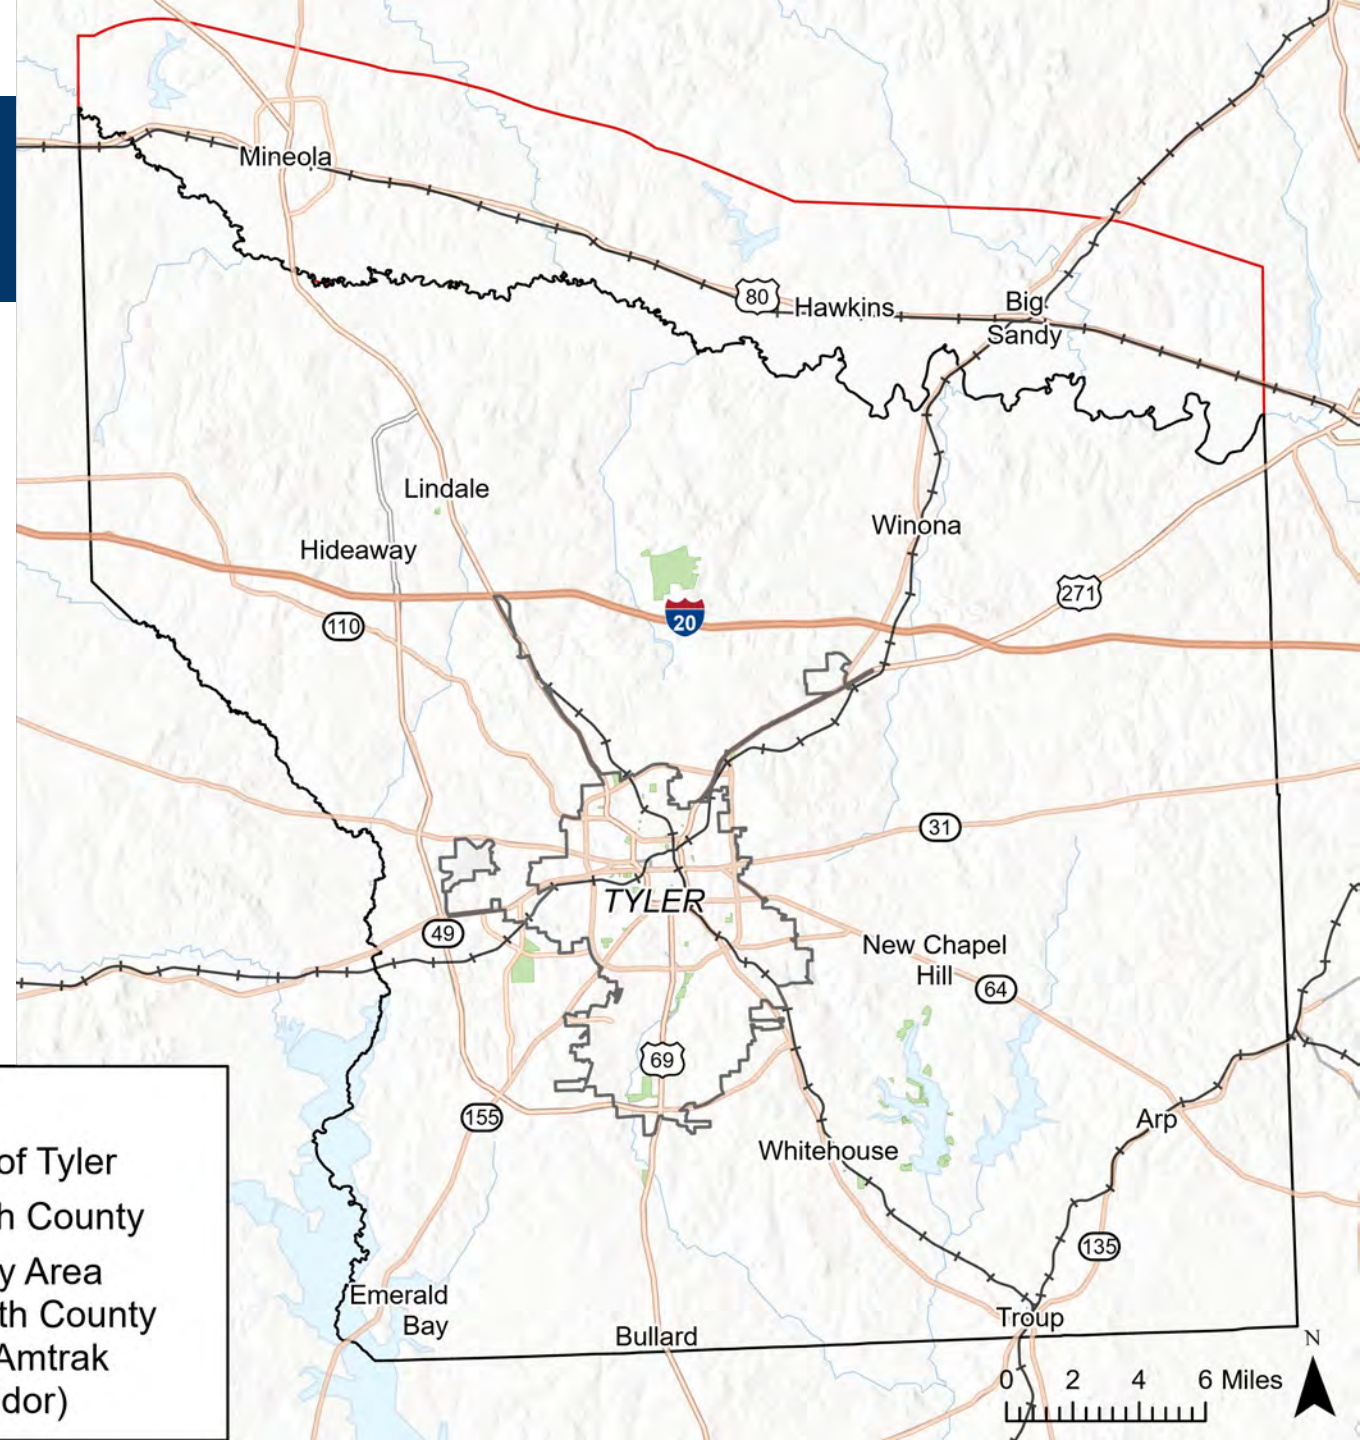 Mineola
80
Hawkins
Big
Sandy
Lindale
Winona
Hideaway
271
20
110
31
TYLER
49
New Chapel
Hill
64
69
155
Arp
Whitehouse
of Tyler
h County
y Area
th County
Amtrak
dor)
135
Emerald
Bay
Troup
Bullard
N
0 2 4 6 Miles